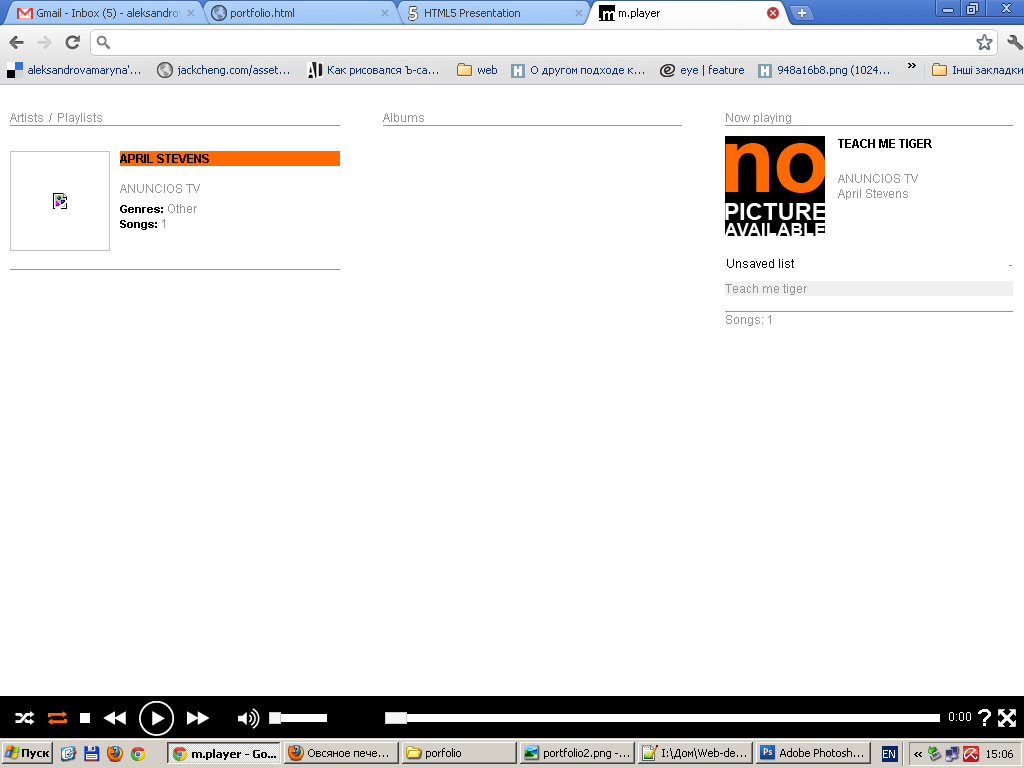 Gmail - Inbox (5) - aleksandrov
portfolio.html
HTML5 Presentation
m.player
aleksandrovamaryna'...
jackcheng.com/asset...
Как рисовался Ъ-са...
web
О другом подходе к...
eye | feature
948a16b8.png (1024...
»
Інші закладки
Artists / Playlists
Albums
Now playing
APRIL STEVENS
ANUNCIOS TV
Genres: Other
Songs: 1
no
PICTURE
AVAILABLE
TEACH ME TIGER
ANUNCIOS TV
April Stevens
Unsaved list -
Teach me tiger
Songs: 1
0:00 ?
Пуск
m.player - Go...
Овсяное пече...
porfolio
portfolio2.png -...
I:\Дом\Web-de...
Adobe Photosh...
EN
«
15:06